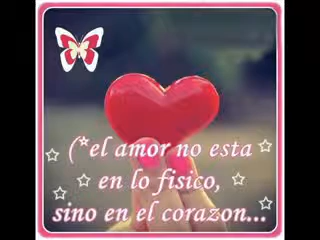 (*el amor no esta
en lo fisico,
sino en el corazon...